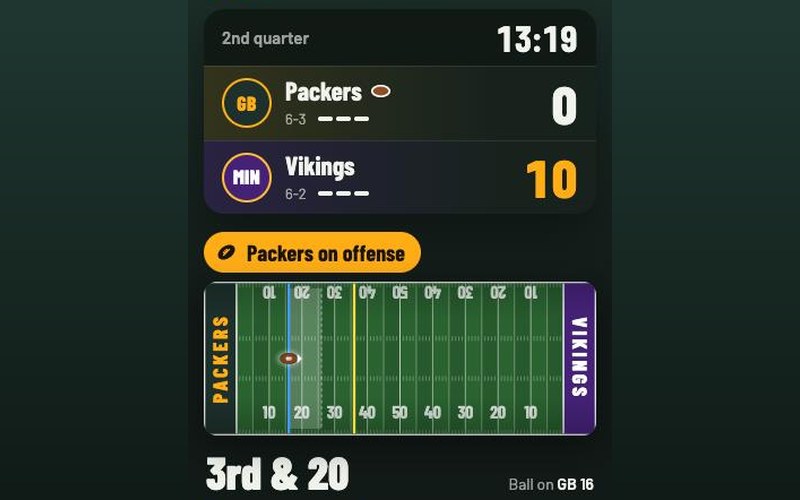 2nd quarter 13:19
GB Packers 0
6-3
MIN Vikings 10
6-2
Packers on offense
10 20 30 40 50 40 30 20 10
PACKERS
VIKINGS
10 20 30 40 50 40 30 20 10
3rd & 20 Ball on GB 16